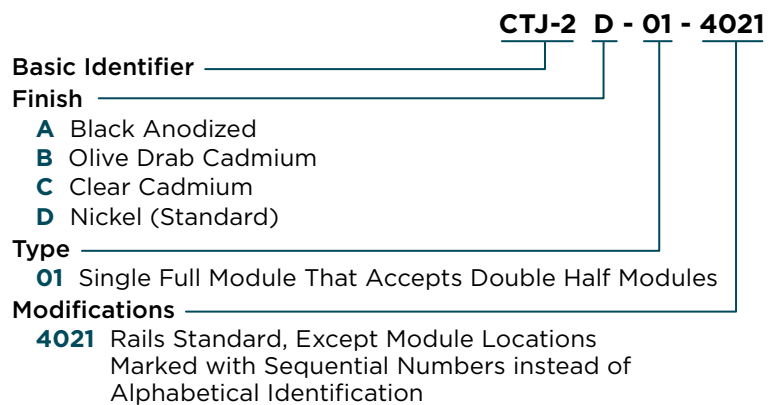 CTJ-2 D - 01 - 4021
Basic Identifier
Finish
A Black Anodized
B Olive Drab Cadmium
C Clear Cadmium
D Nickel (Standard)
Type
01 Single Full Module That Accepts Double Half Modules
Modifications
4021 Rails Standard, Except Module Locations
Marked with Sequential Numbers instead of
Alphabetical Identification